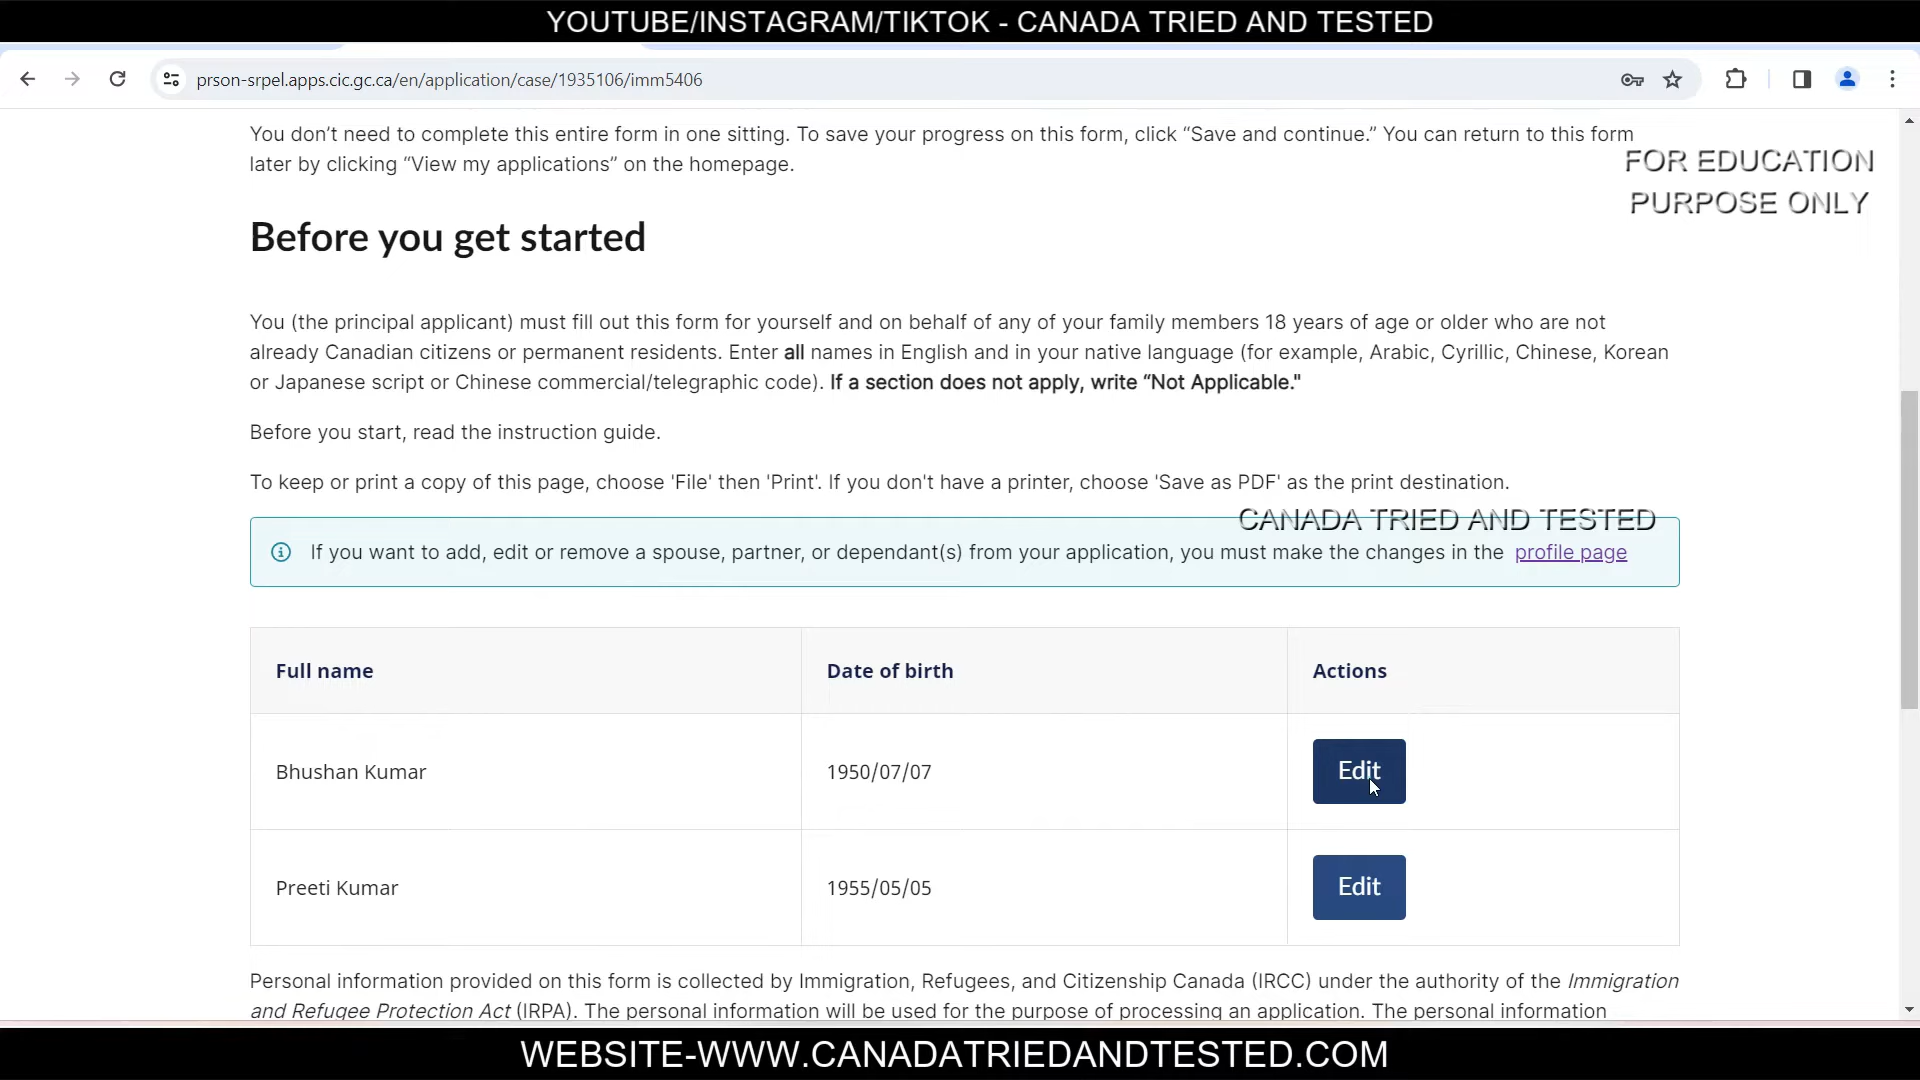 YOUTUBE/INSTAGRAM/TIKTOK - CANADA TRIED AND TESTED
prson-srpel.apps.cic.gc.ca/en/application/case/1935106/imm5406
You don’t need to complete this entire form in one sitting. To save your progress on this form, click “Save and continue.” You can return to this form
later by clicking “View my applications” on the homepage.
FOR EDUCATION
PURPOSE ONLY
Before you get started
You (the principal applicant) must fill out this form for yourself and on behalf of any of your family members 18 years of age or older who are not
already Canadian citizens or permanent residents. Enter all names in English and in your native language (for example, Arabic, Cyrillic, Chinese, Korean
or Japanese script or Chinese commercial/telegraphic code). If a section does not apply, write “Not Applicable."
Before you start, read the instruction guide.
To keep or print a copy of this page, choose 'File' then 'Print'. If you don't have a printer, choose 'Save as PDF' as the print destination.
CANADA TRIED AND TESTED
If you want to add, edit or remove a spouse, partner, or dependant(s) from your application, you must make the changes in the profile page
Full name Date of birth Actions
Bhushan Kumar 1950/07/07 Edit
Preeti Kumar 1955/05/05 Edit
Personal information provided on this form is collected by Immigration, Refugees, and Citizenship Canada (IRCC) under the authority of the Immigration
and Refugee Protection Act (IRPA). The personal information will be used for the purpose of processing an application. The personal information
WEBSITE-WWW.CANADATRIEDANDTESTED.COM